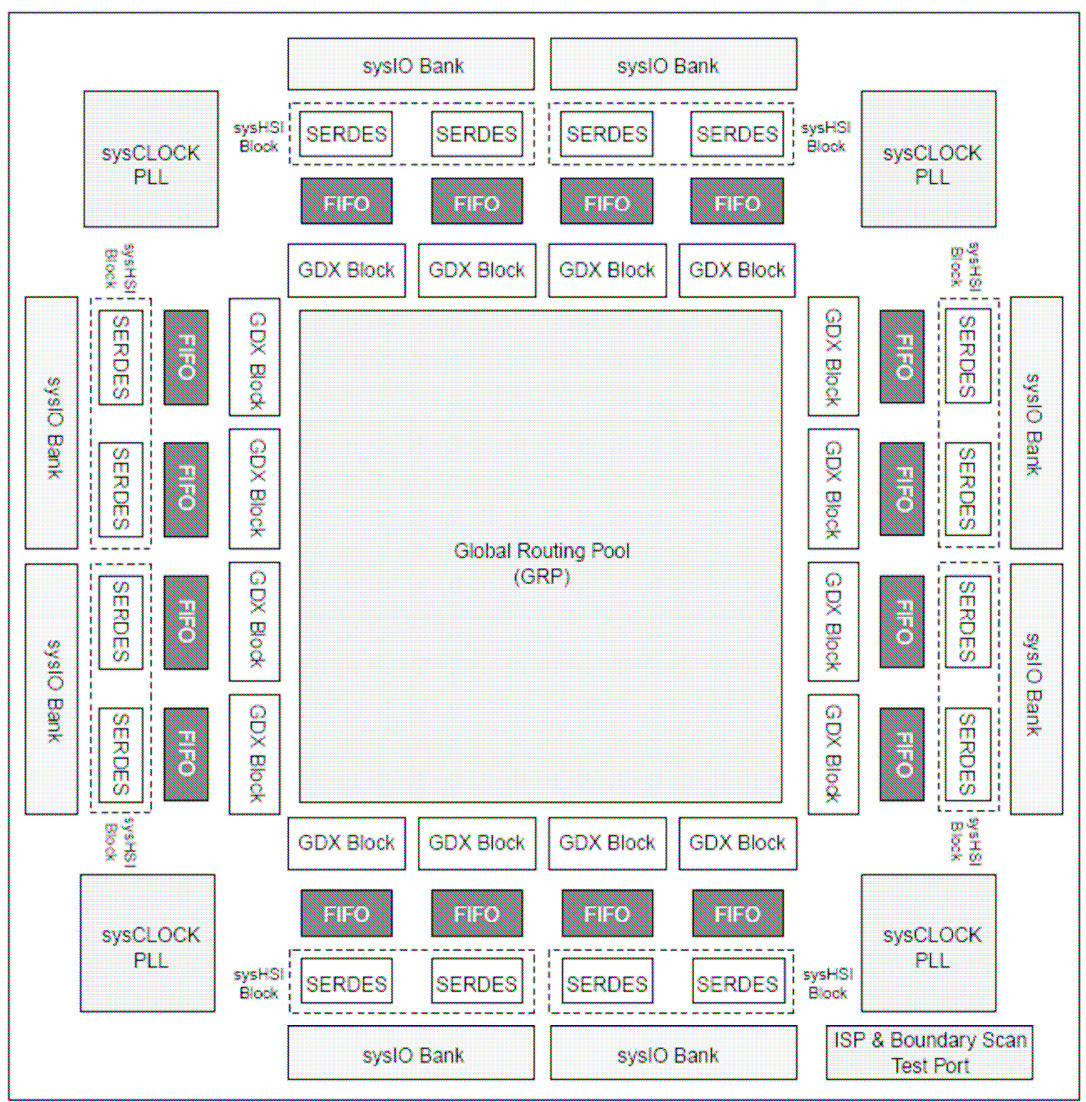 sysIO Bank
sysIO Bank
sysCLOCK
PLL
sysHSI
Block
SERDES
SERDES
SERDES
SERDES
sysHSI
Block
sysCLOCK
PLL
FIFO
FIFO
FIFO
FIFO
GDX Block
GDX Block
GDX Block
GDX Block
sysHSI
Block
sysHSI
Block
sysIO Bank
SERDES
FIFO
GDX Block
SERDES
FIFO
GDX Block
sysIO Bank
SERDES
FIFO
GDX Block
SERDES
FIFO
GDX Block
sysHSI
Block
Global Routing Pool
(GRP)
GDX Block
FIFO
SERDES
sysIO Bank
GDX Block
FIFO
SERDES
GDX Block
FIFO
SERDES
sysIO Bank
GDX Block
FIFO
SERDES
sysHSI
Block
GDX Block
GDX Block
GDX Block
GDX Block
FIFO
FIFO
FIFO
FIFO
sysCLOCK
PLL
sysHSI
Block
SERDES
SERDES
SERDES
SERDES
sysHSI
Block
sysCLOCK
PLL
sysIO Bank
sysIO Bank
ISP & Boundary Scan
Test Port